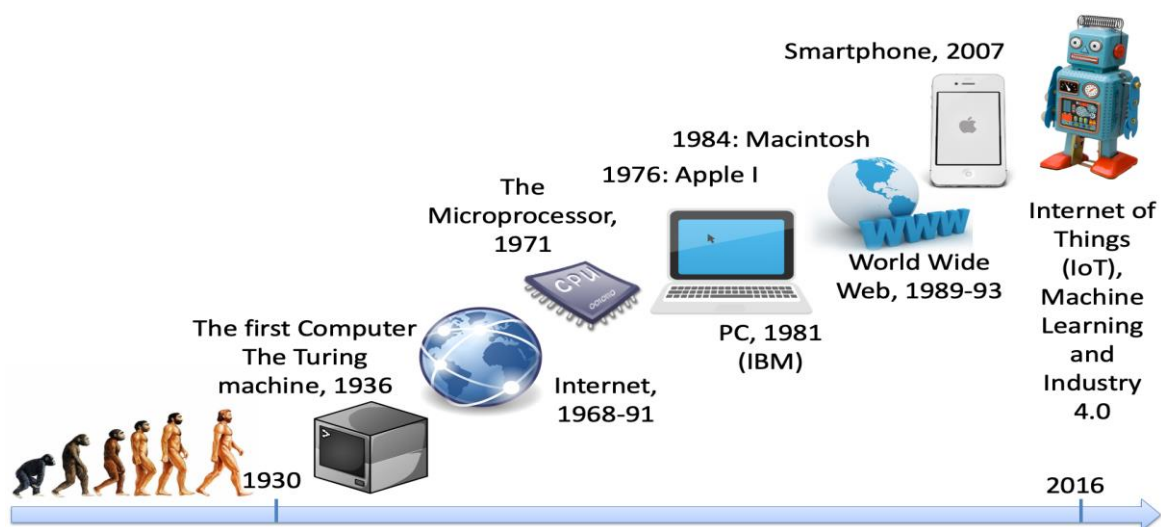 Smartphone, 2007
1984: Macintosh
1976: Apple I
The
Microprocessor,
1971
CPU
WWW
Internet of
Things
(IoT),
Machine
Learning
and
Industry
4.0
World Wide
Web, 1989-93
PC, 1981
(IBM)
The first Computer
The Turing
machine, 1936
Internet,
1968-91
>
1930
2016